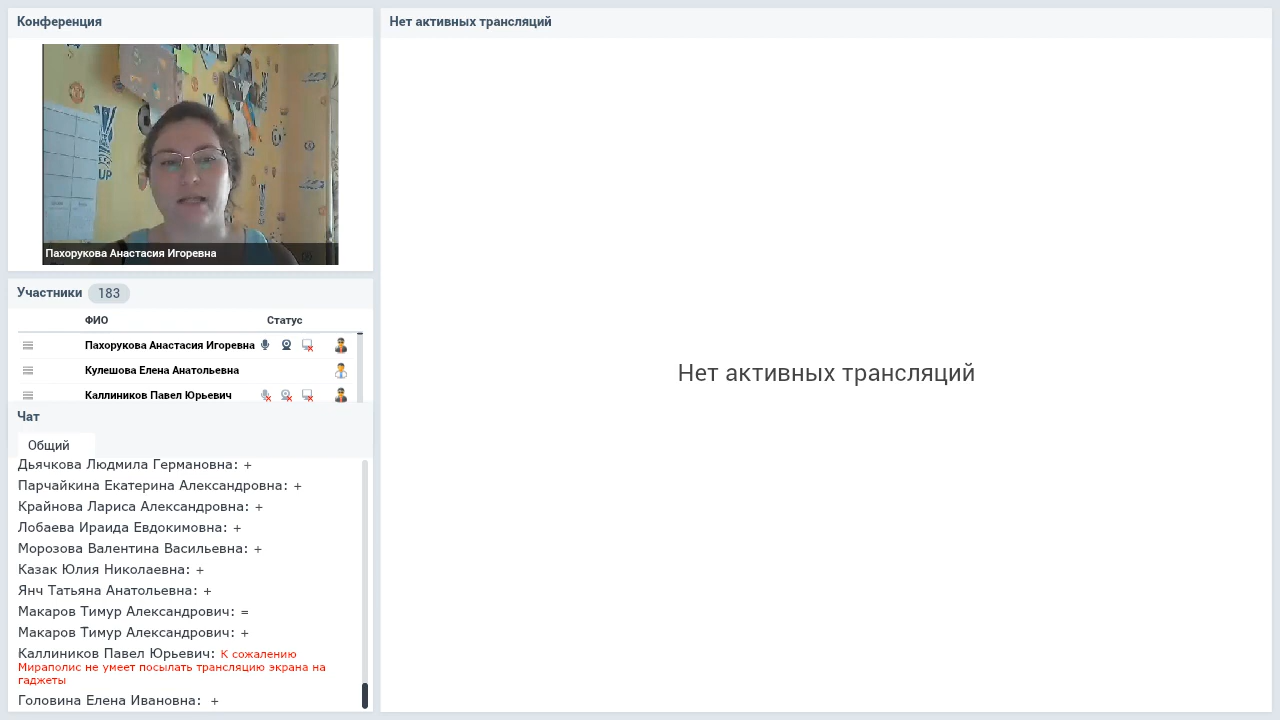 Конференция
Нет активных трансляций
UP
Пахорукова Анастасия Игоревна
Участники 183
ФИО Статус
Пахорукова Анастасия Игоревна
Кулешова Елена Анатольевна
Каллиников Павел Юрьевич
Чат
Общий
Дьячкова Людмила Германовна: +
Парчайкина Екатерина Александровна: +
Крайнова Лариса Александровна: +
Лобаева Ираида Евдокимовна: +
Морозова Валентина Васильевна: +
Казак Юлия Николаевна: +
Янч Татьяна Анатольевна: +
Макаров Тимур Александрович: =
Макаров Тимур Александрович: +
Каллиников Павел Юрьевич: К сожалению
Мираполис не умеет посылать трансляцию экрана на
гаджеты
Головина Елена Ивановна: +
Нет активных трансляций